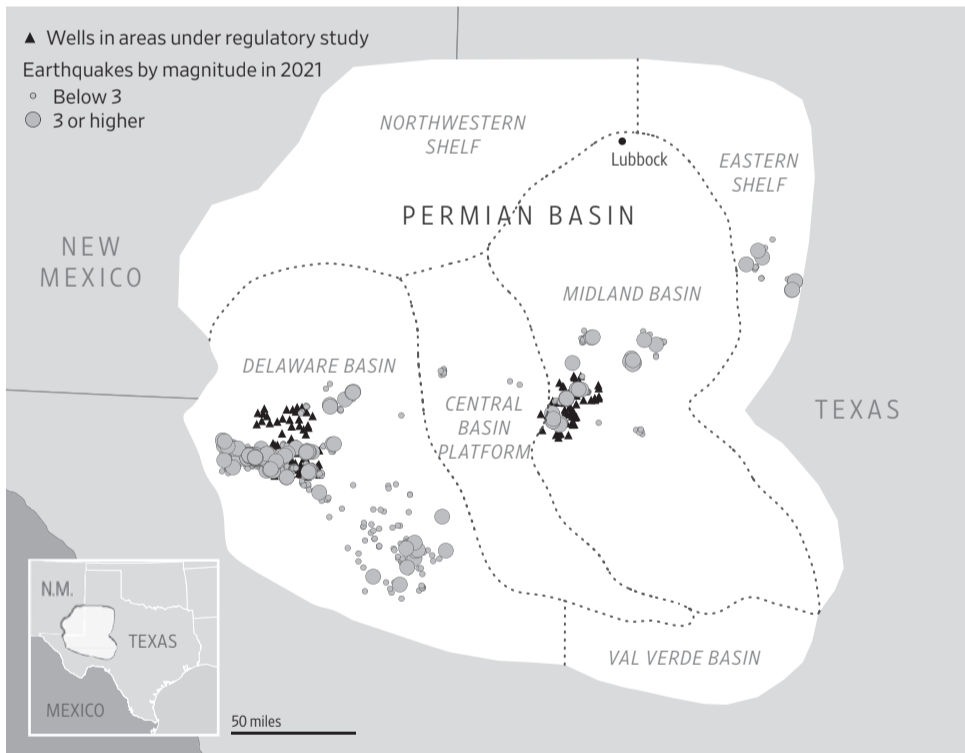 Wells in areas under regulatory study
Earthquakes by magnitude in 2021
Below 3
3 or higher
NORTHWESTERN
SHELF
Lubbock
EASTERN
SHELF
PERMIAN BASIN
NEW
MEXICO
MIDLAND BASIN
DELAWARE BASIN
CENTRAL
BASIN
PLATFORM
TEXAS
N.M.
TEXAS
MEXICO
VAL VERDE BASIN
50 miles